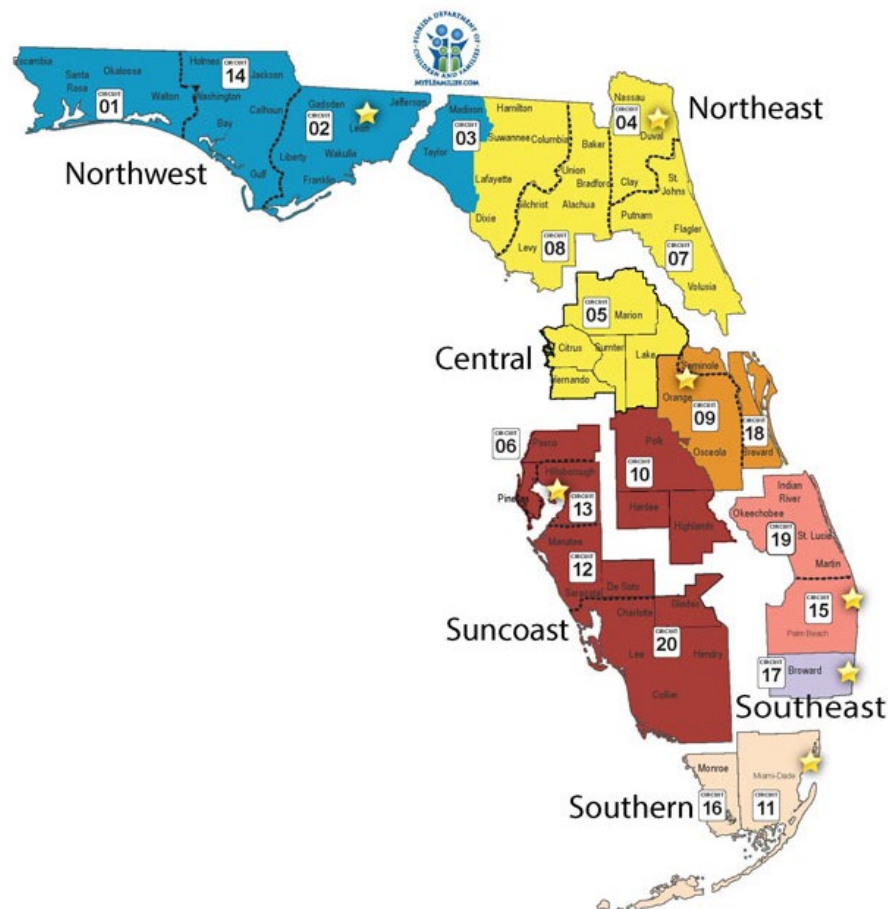 FLORIDA DEPARTMENT OF
CHILDREN AND FAMILIES
MYFLFAMILIES.COM
Northwest
Escambia
Santa
Rosa
Okaloosa
Walton
CIRCUIT
01
Holmes
CIRCUIT
14
Jackson
Washington
Calhoun
Bay
Gulf
Gadsden
CIRCUIT
02
Leon
Jefferson
Liberty
Wakulla
Franklin
Northeast
Madison
CIRCUIT
03
Taylor
Hamilton
Suwannee
Columbia
Lafayette
Dixie
Baker
Union
Bradford
Gilchrist
Alachua
Levy
CIRCUIT
08
Nassau
CIRCUIT
04
Duval
Clay
St.
Johns
Putnam
Flagler
CIRCUIT
07
Volusia
Central
CIRCUIT
05
Marion
Citrus
Sumter
Lake
Hernando
Seminole
Orange
CIRCUIT
09
Osceola
CIRCUIT
18
Brevard
Suncoast
CIRCUIT
06
Pasco
Pinellas
Hillsborough
CIRCUIT
13
Polk
CIRCUIT
10
Hardee
Highlands
Manatee
CIRCUIT
12
Sarasota
De Soto
Charlotte
Glades
CIRCUIT
20
Lee
Hendry
Collier
Southeast
Indian
River
Okeechobee
CIRCUIT
19
St. Lucie
Martin
CIRCUIT
15
Palm Beach
CIRCUIT
17
Broward
Southern
Monroe
CIRCUIT
16
Miami-Dade
CIRCUIT
11